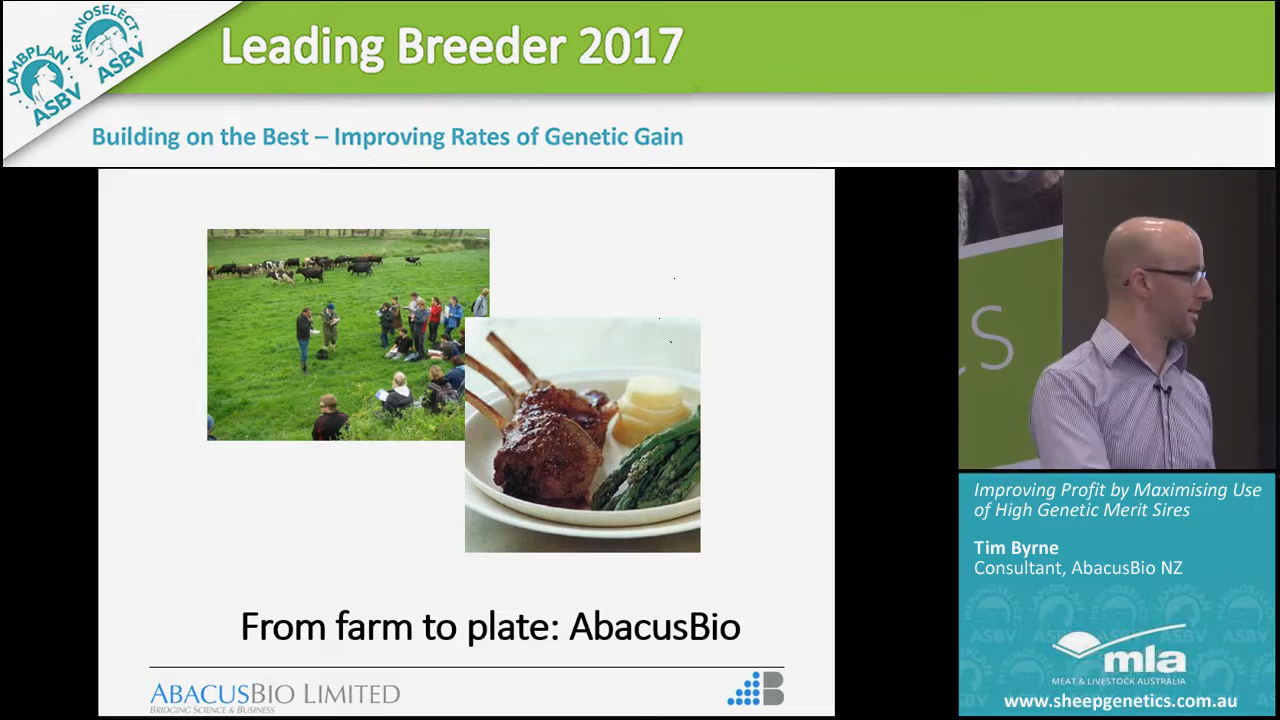 LAMBPLAN
ASBV
MERINOSELECT
ASBV
Leading Breeder 2017
Building on the Best – Improving Rates of Genetic Gain
From farm to plate: AbacusBio
ABACUSBIO LIMITED
BRIDGING SCIENCE & BUSINESS
B
CS
Improving Profit by Maximising Use
of High Genetic Merit Sires
Tim Byrne
Consultant, AbacusBio NZ
mla
MEAT & LIVESTOCK AUSTRALIA
www.sheepgenetics.com.au